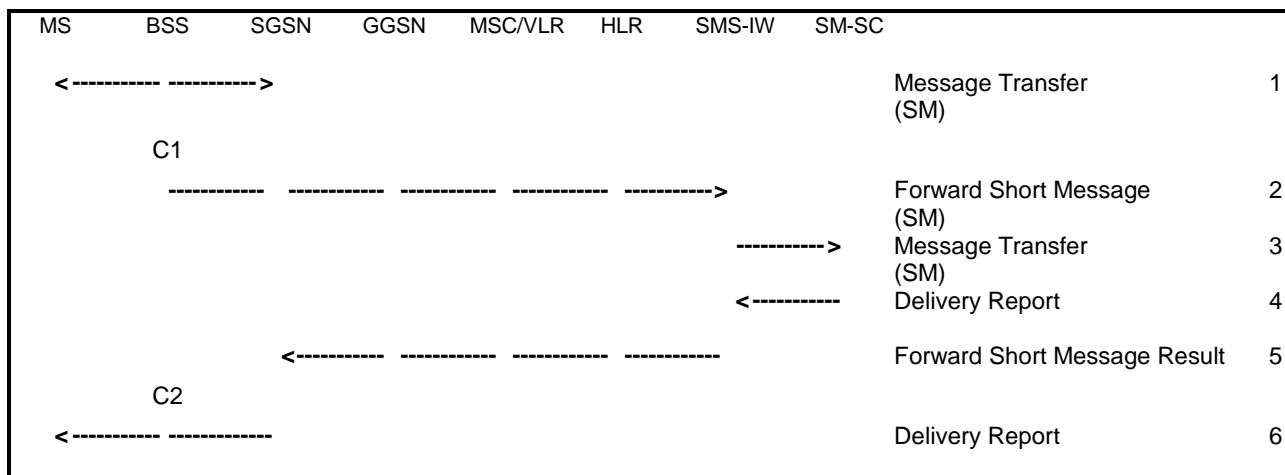 MS BSS SGSN GGSN MSC/VLR HLR SMS-IW SM-SC
<----------- -----------> Message Transfer 1
(SM)
C1
------------ ------------ ------------ ------------ -----------> Forward Short Message 2
(SM)
-----------> Message Transfer 3
(SM)
<----------- Delivery Report 4
<----------- ------------ ------------ ------------ Forward Short Message Result 5
C2
<----------- ------------- Delivery Report 6